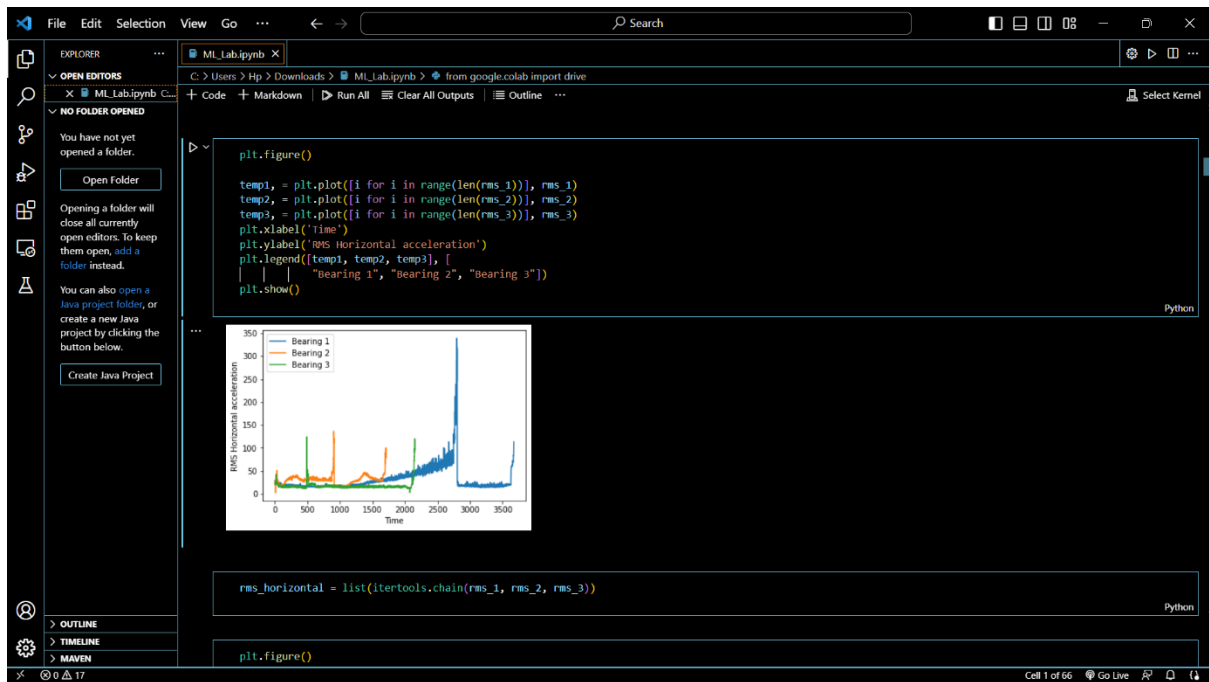 File Edit Selection View Go ··· Search
EXPLORER ···
OPEN EDITORS
ML_Lab.ipynb C...
NO FOLDER OPENED
You have not yet
opened a folder.
Open Folder
Opening a folder will
close all currently
open editors. To keep
them open, add a
folder instead.
You can also open a
Java project folder, or
create a new Java
project by clicking the
button below.
Create Java Project
OUTLINE
TIMELINE
MAVEN
ML_Lab.ipynb
C: > Users > Hp > Downloads > ML_Lab.ipynb > from google.colab import drive
+ Code + Markdown Run All Clear All Outputs Outline ··· Select Kernel
plt.figure()
temp1, = plt.plot([i for i in range(len(rms_1))], rms_1)
temp2, = plt.plot([i for i in range(len(rms_2))], rms_2)
temp3, = plt.plot([i for i in range(len(rms_3))], rms_3)
plt.xlabel('Time')
plt.ylabel('RMS Horizontal acceleration')
plt.legend([temp1, temp2, temp3], [
"Bearing 1", "Bearing 2", "Bearing 3"])
plt.show()
Python
350
300
250
200
150
100
50
0
RMS Horizontal acceleration
Bearing 1
Bearing 2
Bearing 3
0 500 1000 1500 2000 2500 3000 3500
Time
rms_horizontal = list(itertools.chain(rms_1, rms_2, rms_3))
Python
plt.figure()
0 17 Cell 1 of 66 Go Live